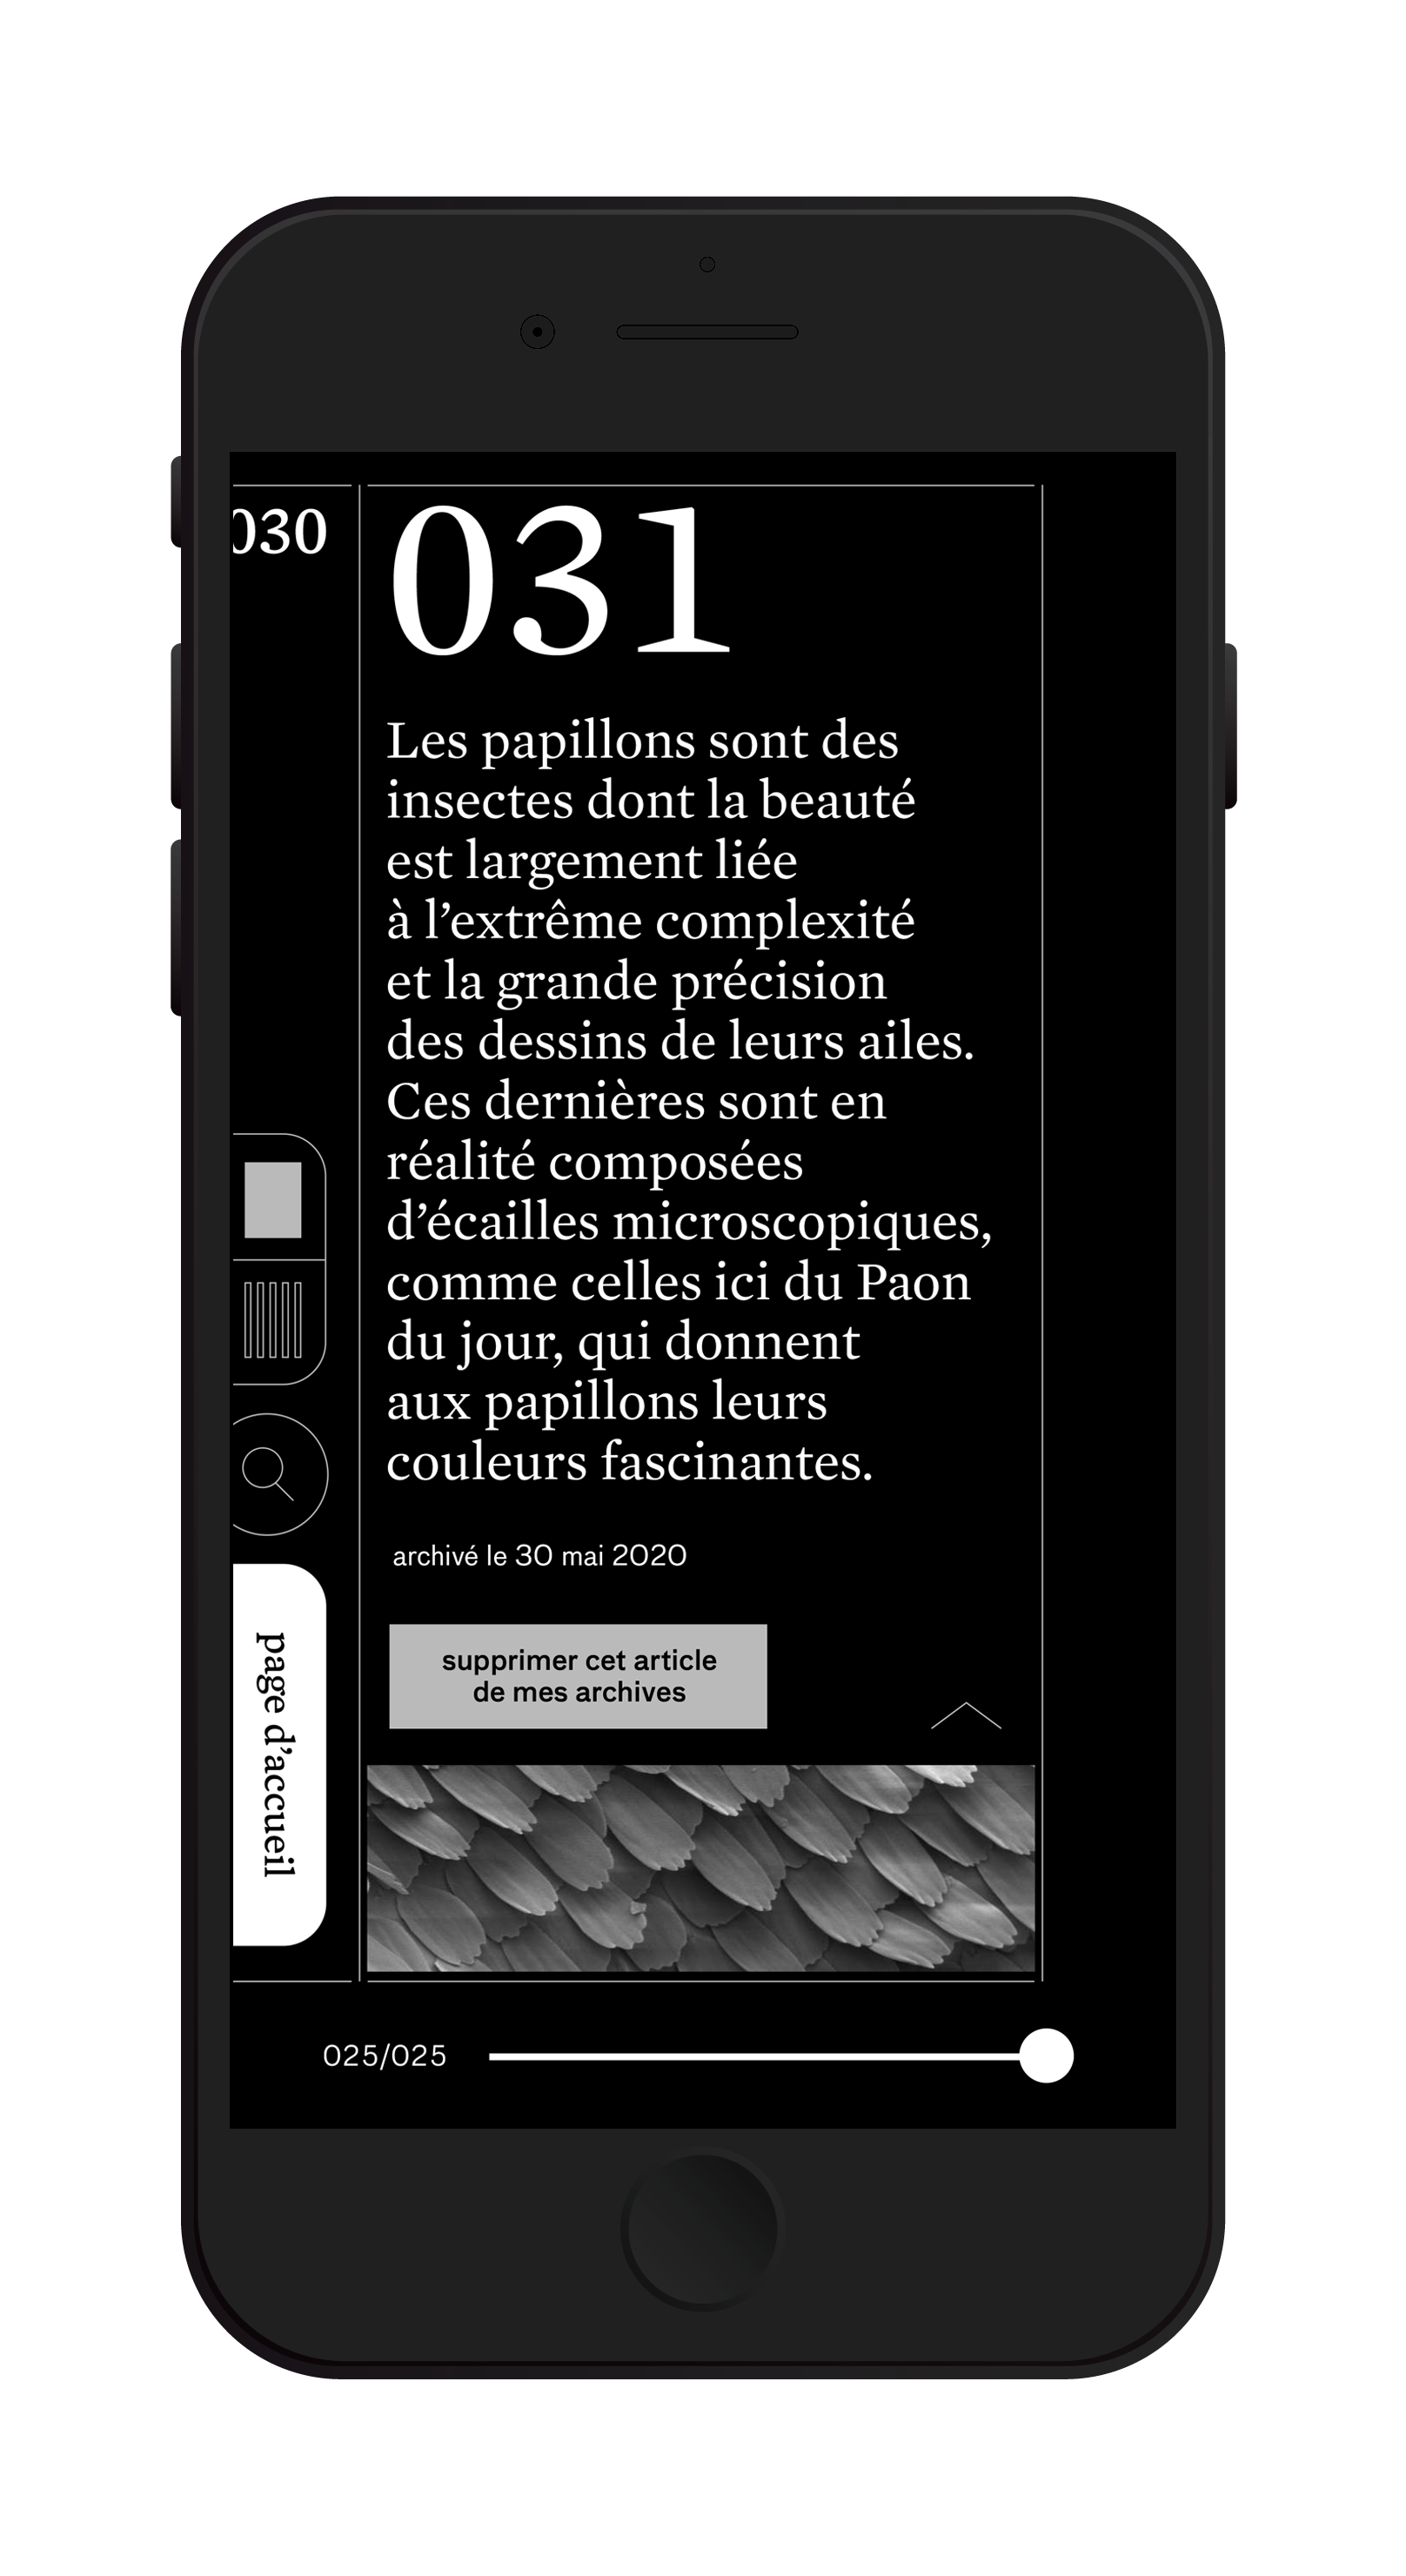 030
031
Les papillons sont des
insectes dont la beauté
est largement liée
à l’extrême complexité
et la grande précision
des dessins de leurs ailes.
Ces dernières sont en
réalité composées
d’écailles microscopiques,
comme celles ici du Paon
du jour, qui donnent
aux papillons leurs
couleurs fascinantes.
archivé le 30 mai 2020
supprimer cet article
de mes archives
page d’accueil
025/025